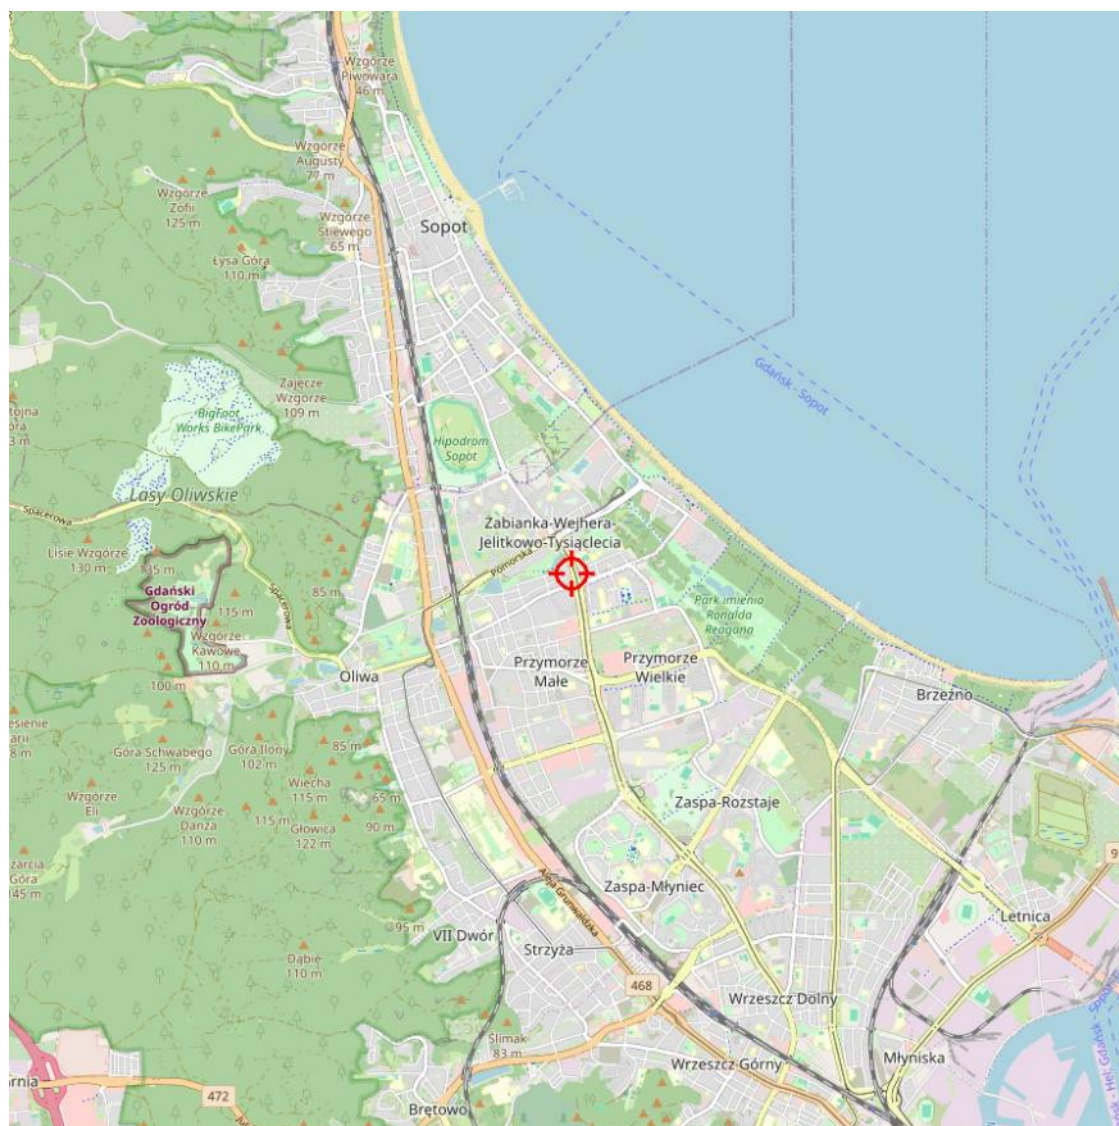 Wzgórze
Piwowara
46 m
Wzgórze
Augusty
77 m
Wzgórze
Zofii
125 m
Wzgórze
Stiewego
65 m
Sopot
Łysa Góra
110 m
Gdańsk - Sopot
Zajęcze
Wzgórze
109 m
BigFoot
Works BikePark
Hipodrom
Sopot
Lasy Oliwskie
Spacerowa
Żabianka-Wejhera-
Jelitkowo-Tysiąclecia
Lisie Wzgórze
130 m
135 m
Pomorska
Gdański
Ogród
Zoologiczny
115 m
85 m
Spacerowa
Park imienia
Ronalda
Reagana
Wzgórze
Kawowe
110 m
100 m
Oliwa
Przymorze
Małe
Przymorze
Wielkie
Brzeźno
Góra Schwabego
125 m
Góra Ilony
102 m
85 m
Wiecha
115 m
65 m
Wzgórze
Eli
Wzgórze
Danza
110 m
115 m
Głowica
122 m
90 m
Zaspa-Rozstaje
Góra
145 m
Aleja Grunwaldzka
Zaspa-Młyniec
95 m
VII Dwór
Strzyża
Letnica
Dąbie
110 m
468
Wrzeszcz Dolny
Ślimak
83 m
Wrzeszcz Górny
Młyniska
472
Brętowo